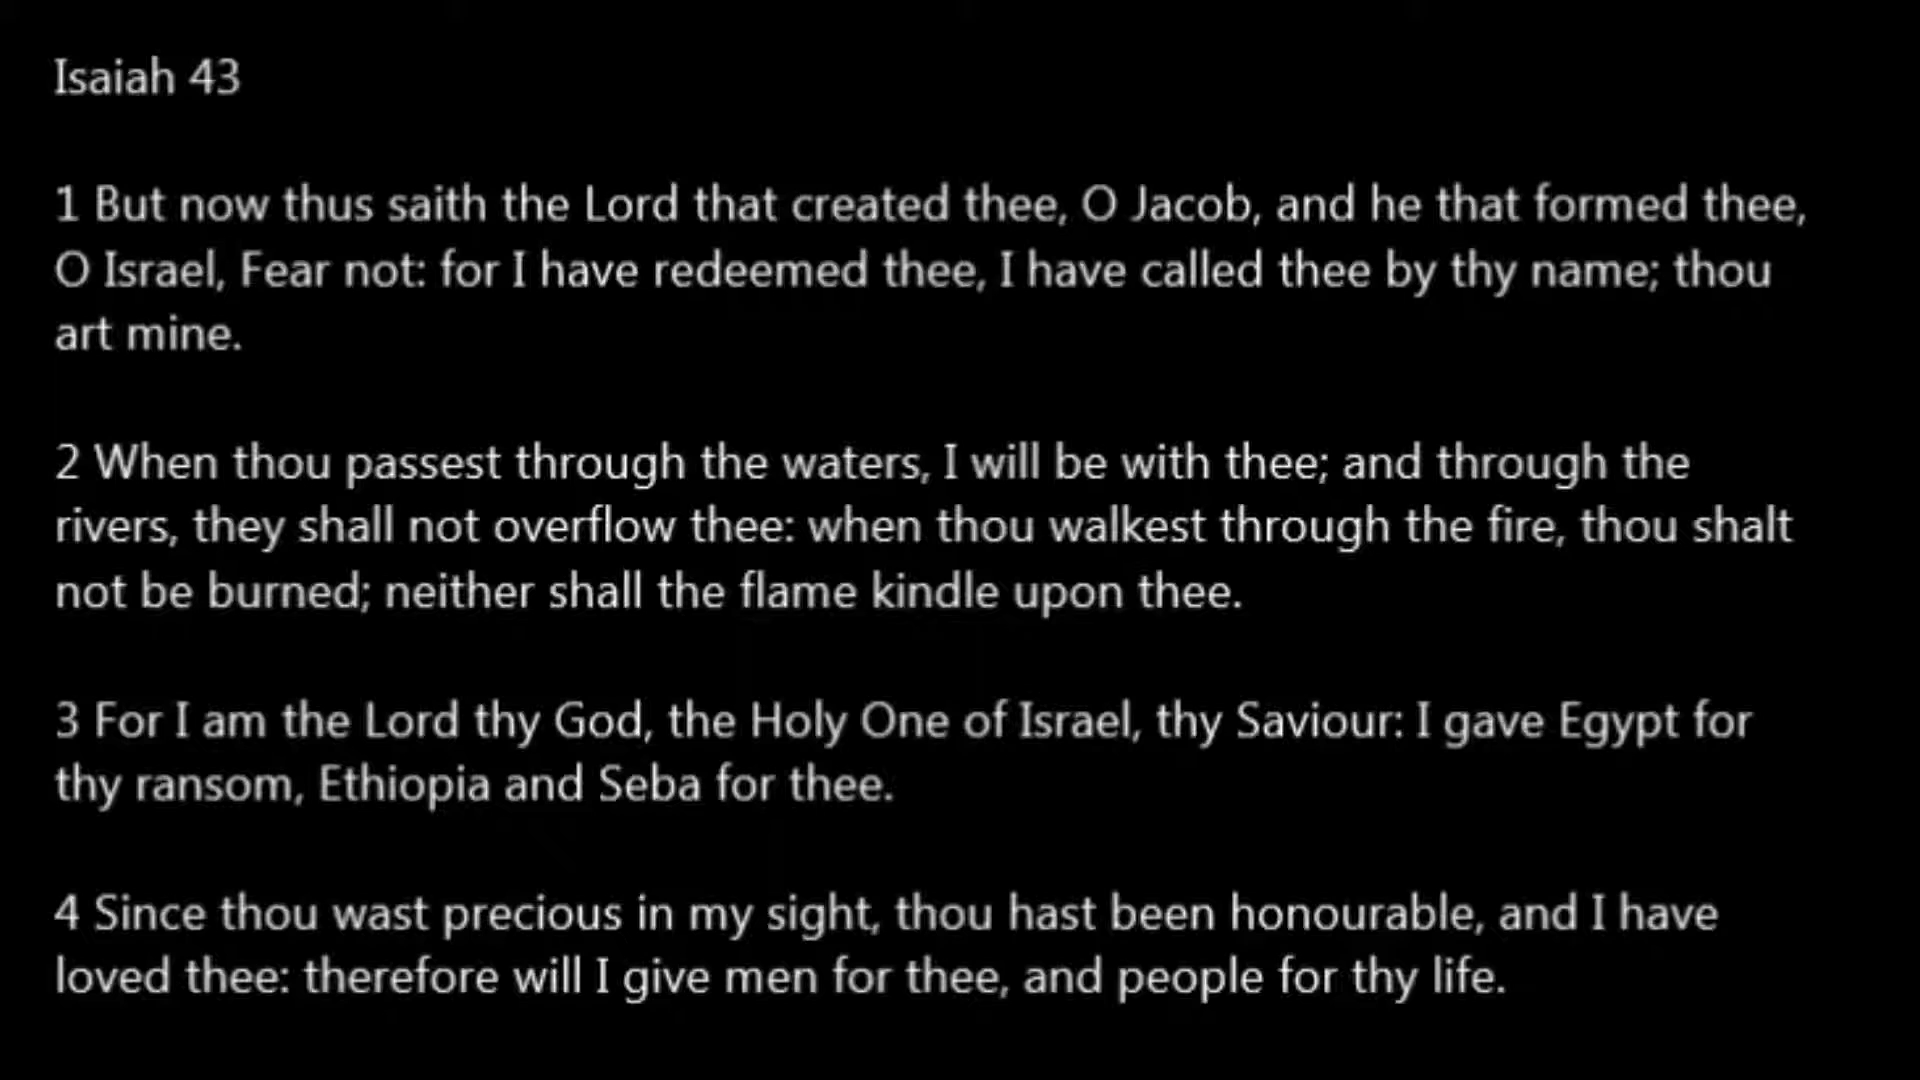 Isaiah 43
1 But now thus saith the Lord that created thee, O Jacob, and he that formed thee,
O Israel, Fear not: for I have redeemed thee, I have called thee by thy name; thou
art mine.
2 When thou passest through the waters, I will be with thee; and through the
rivers, they shall not overflow thee: when thou walkest through the fire, thou shalt
not be burned; neither shall the flame kindle upon thee.
3 For I am the Lord thy God, the Holy One of Israel, thy Saviour: I gave Egypt for
thy ransom, Ethiopia and Seba for thee.
4 Since thou wast precious in my sight, thou hast been honourable, and I have
loved thee: therefore will I give men for thee, and people for thy life.